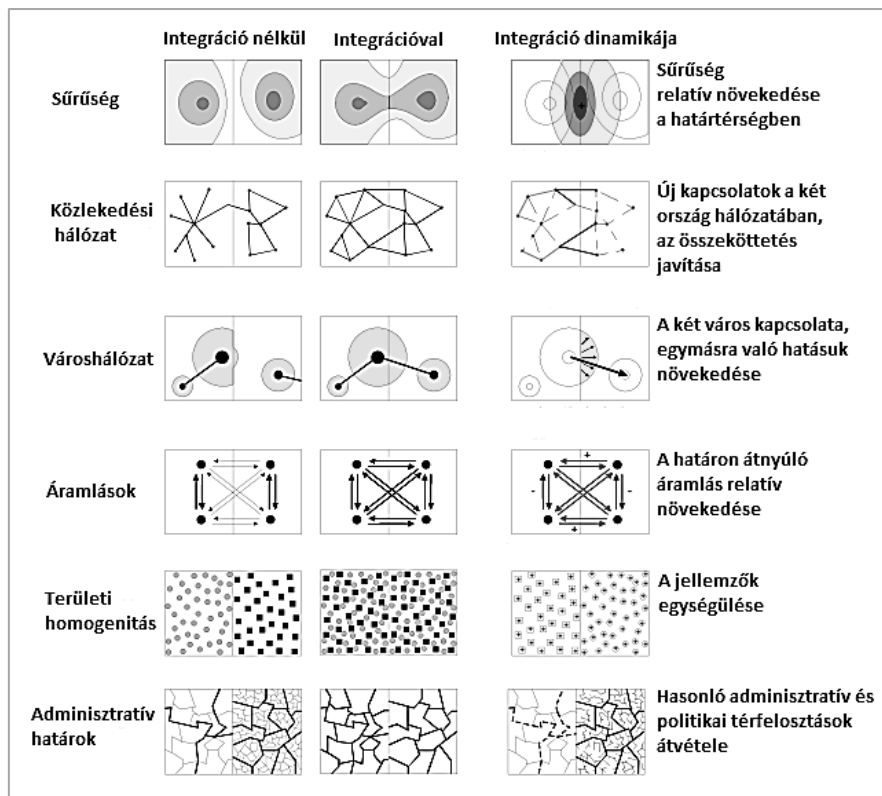 Integráció nélkül Integrációval Integráció dinamikája
Sűrűség
Sűrűség
relatív növekedése
a határtérségben
Közlekedési
hálózat
Új kapcsolatok a két
ország hálózatában,
az összeköttetés
javítása
Városhálózat
A két város kapcsolata,
egymásra való hatásuk
növekedése
Áramlások
A határon átnyúló
áramlás relatív
növekedése
Területi
homogenitás
A jellemzők
egységülése
Adminisztratív
határok
Hasonló adminisztratív és
politikai térfelosztások
átvétele